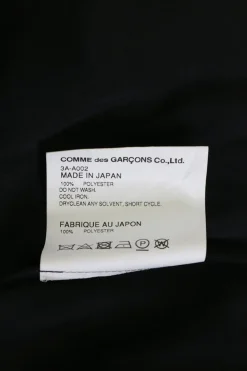 COMME des GARÇONS Co.,Ltd.
3A-A002
MADE IN JAPAN
100% POLYESTER
DO NOT WASH.
COOL IRON.
DRYCLEAN ANY SOLVENT, SHORT CYCLE.
FABRIQUE AU JAPON
100% POLYESTER